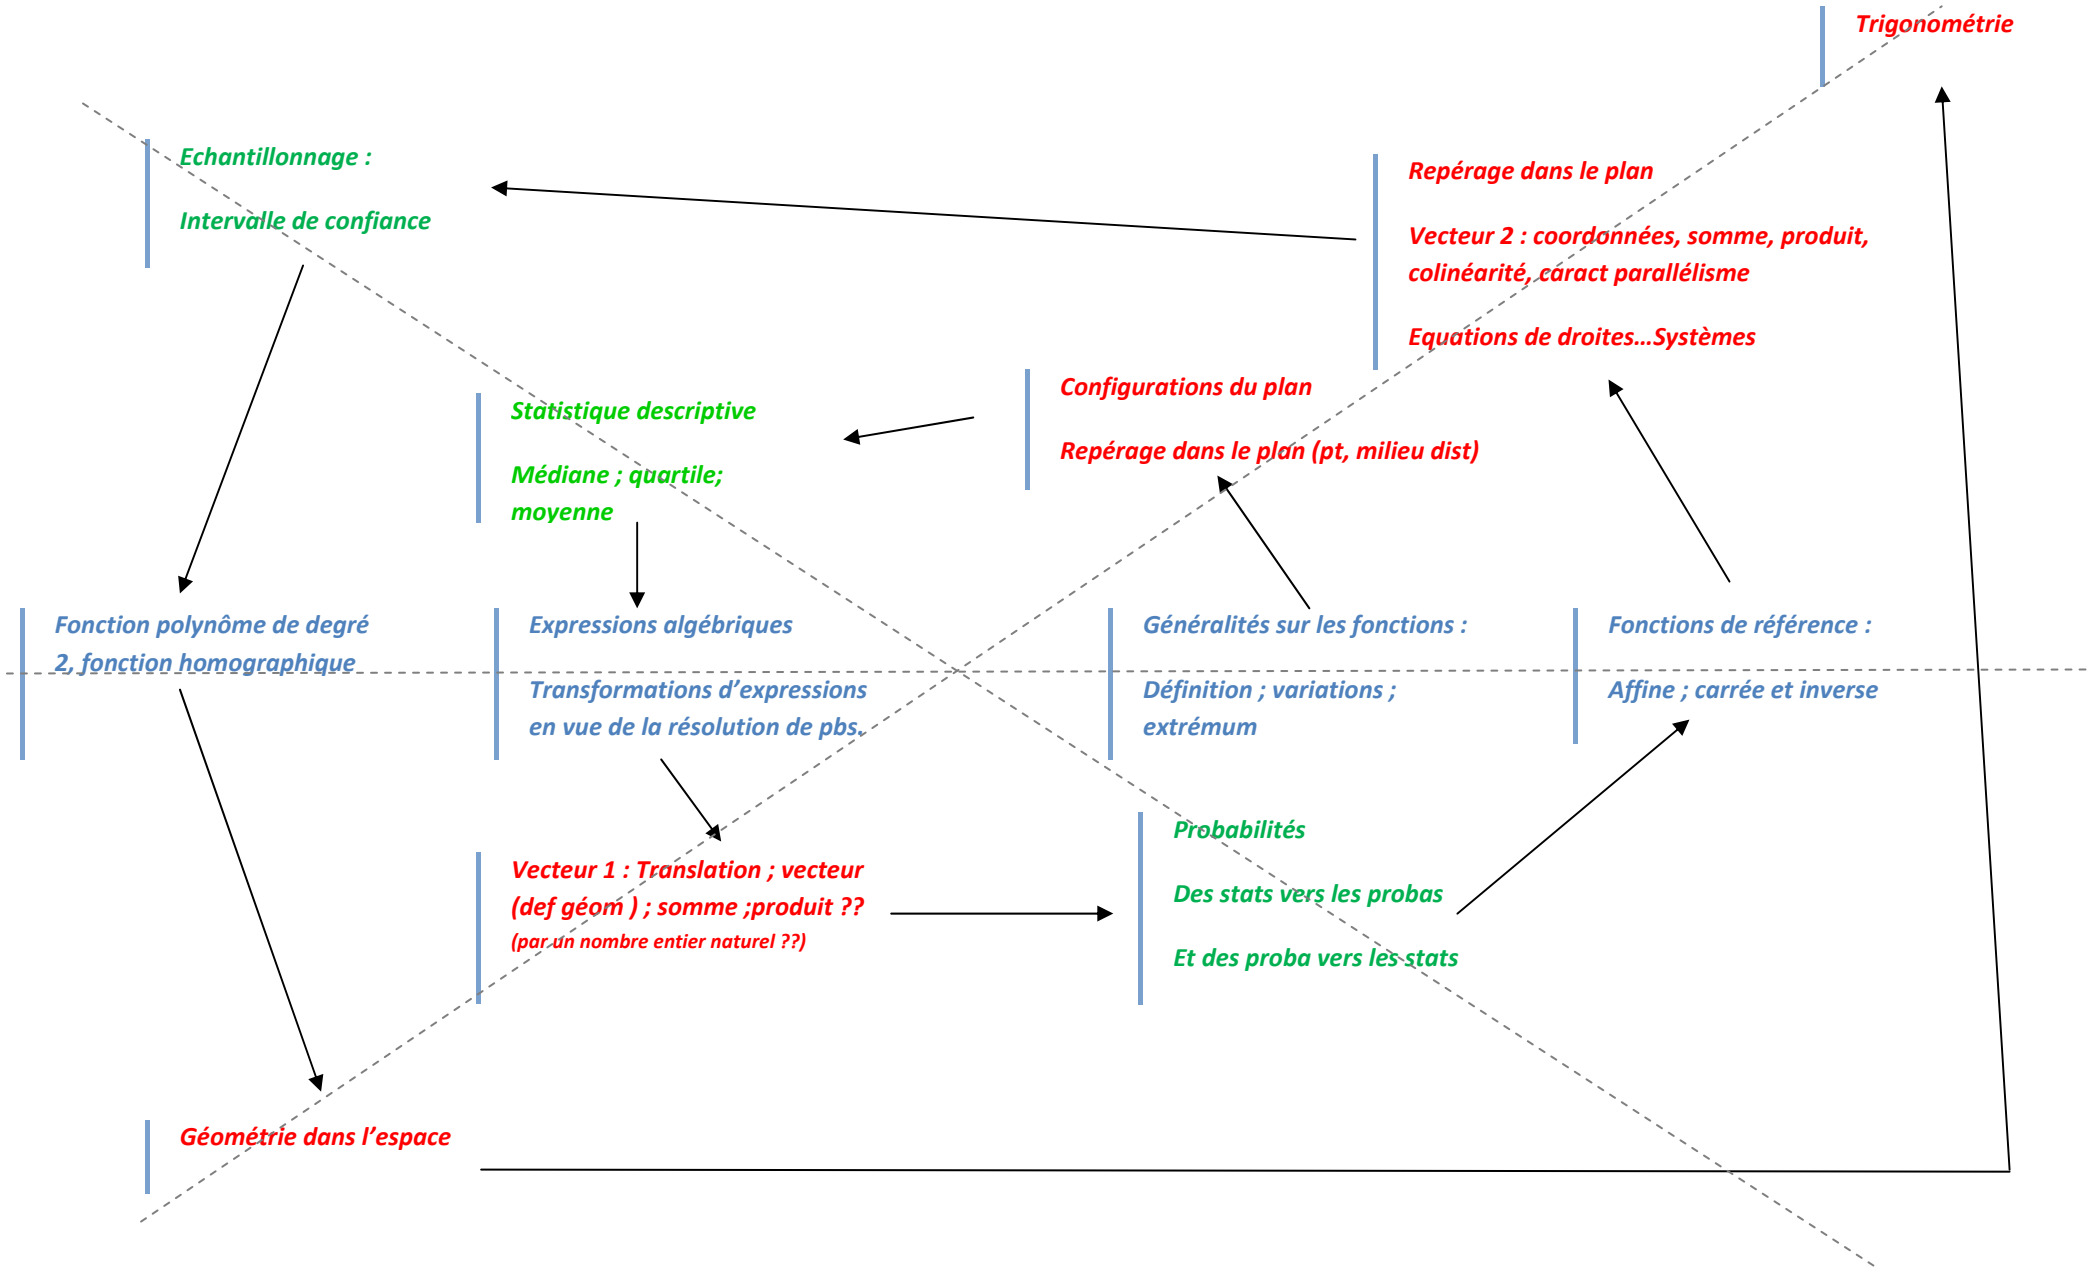 Trigonométrie
Echantillonnage :
Intervalle de confiance
Repérage dans le plan
Vecteur 2 : coordonnées, somme, produit,
colinéarité, caract parallélisme
Equations de droites…Systèmes
Configurations du plan
Repérage dans le plan (pt, milieu dist)
Statistique descriptive
Médiane ; quartile;
moyenne
Fonction polynôme de degré
2, fonction homographique
Expressions algébriques
Transformations d’expressions
en vue de la résolution de pbs.
Généralités sur les fonctions :
Définition ; variations ;
extrémum
Fonctions de référence :
Affine ; carrée et inverse
Vecteur 1 : Translation ; vecteur
(def géom ) ; somme ;produit ??
(par un nombre entier naturel ??)
Probabilités
Des stats vers les probas
Et des proba vers les stats
Géométrie dans l’espace